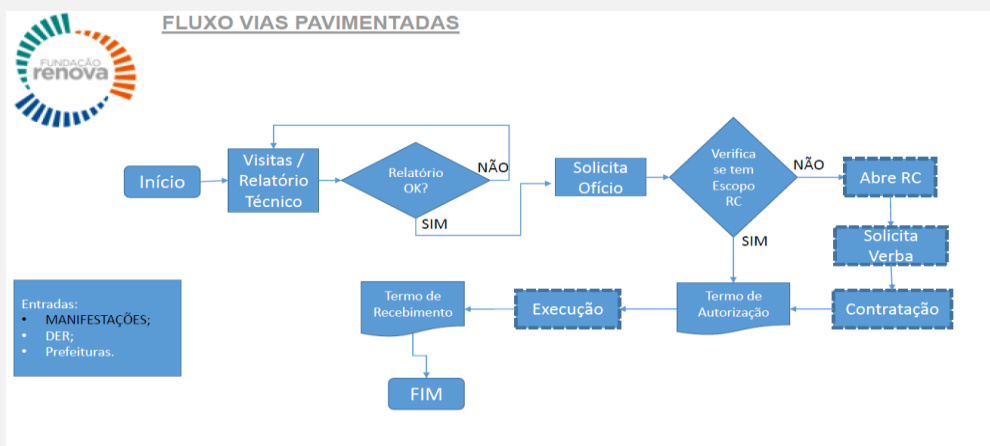 FLUXO VIAS PAVIMENTADAS
FUNDAÇÃO
renova
Início
Visitas /
Relatório
Técnico
Relatório
OK?
NÃO
SIM
Solicita
Ofício
Verifica
se tem
Escopo
RC
NÃO
SIM
Abre RC
Solicita
Verba
Contratação
Termo de
Autorização
Execução
Termo de
Recebimento
FIM
Entradas:
• MANIFESTAÇÕES;
• DER;
• Prefeituras.